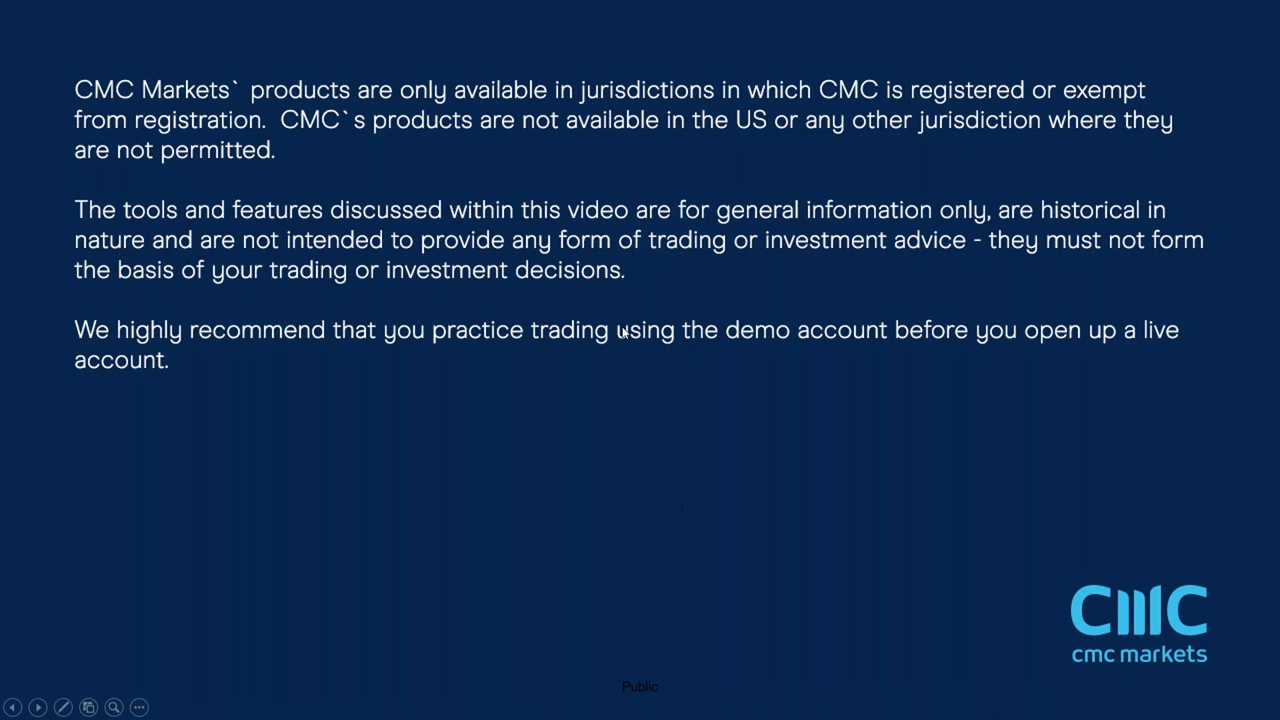 CMC Markets` products are only available in jurisdictions in which CMC is registered or exempt
from registration.  CMC`s products are not available in the US or any other jurisdiction where they
are not permitted.
The tools and features discussed within this video are for general information only, are historical in
nature and are not intended to provide any form of trading or investment advice - they must not form
the basis of your trading or investment decisions.
We highly recommend that you practice trading using the demo account before you open up a live
account.
CMC
cmc markets
Public